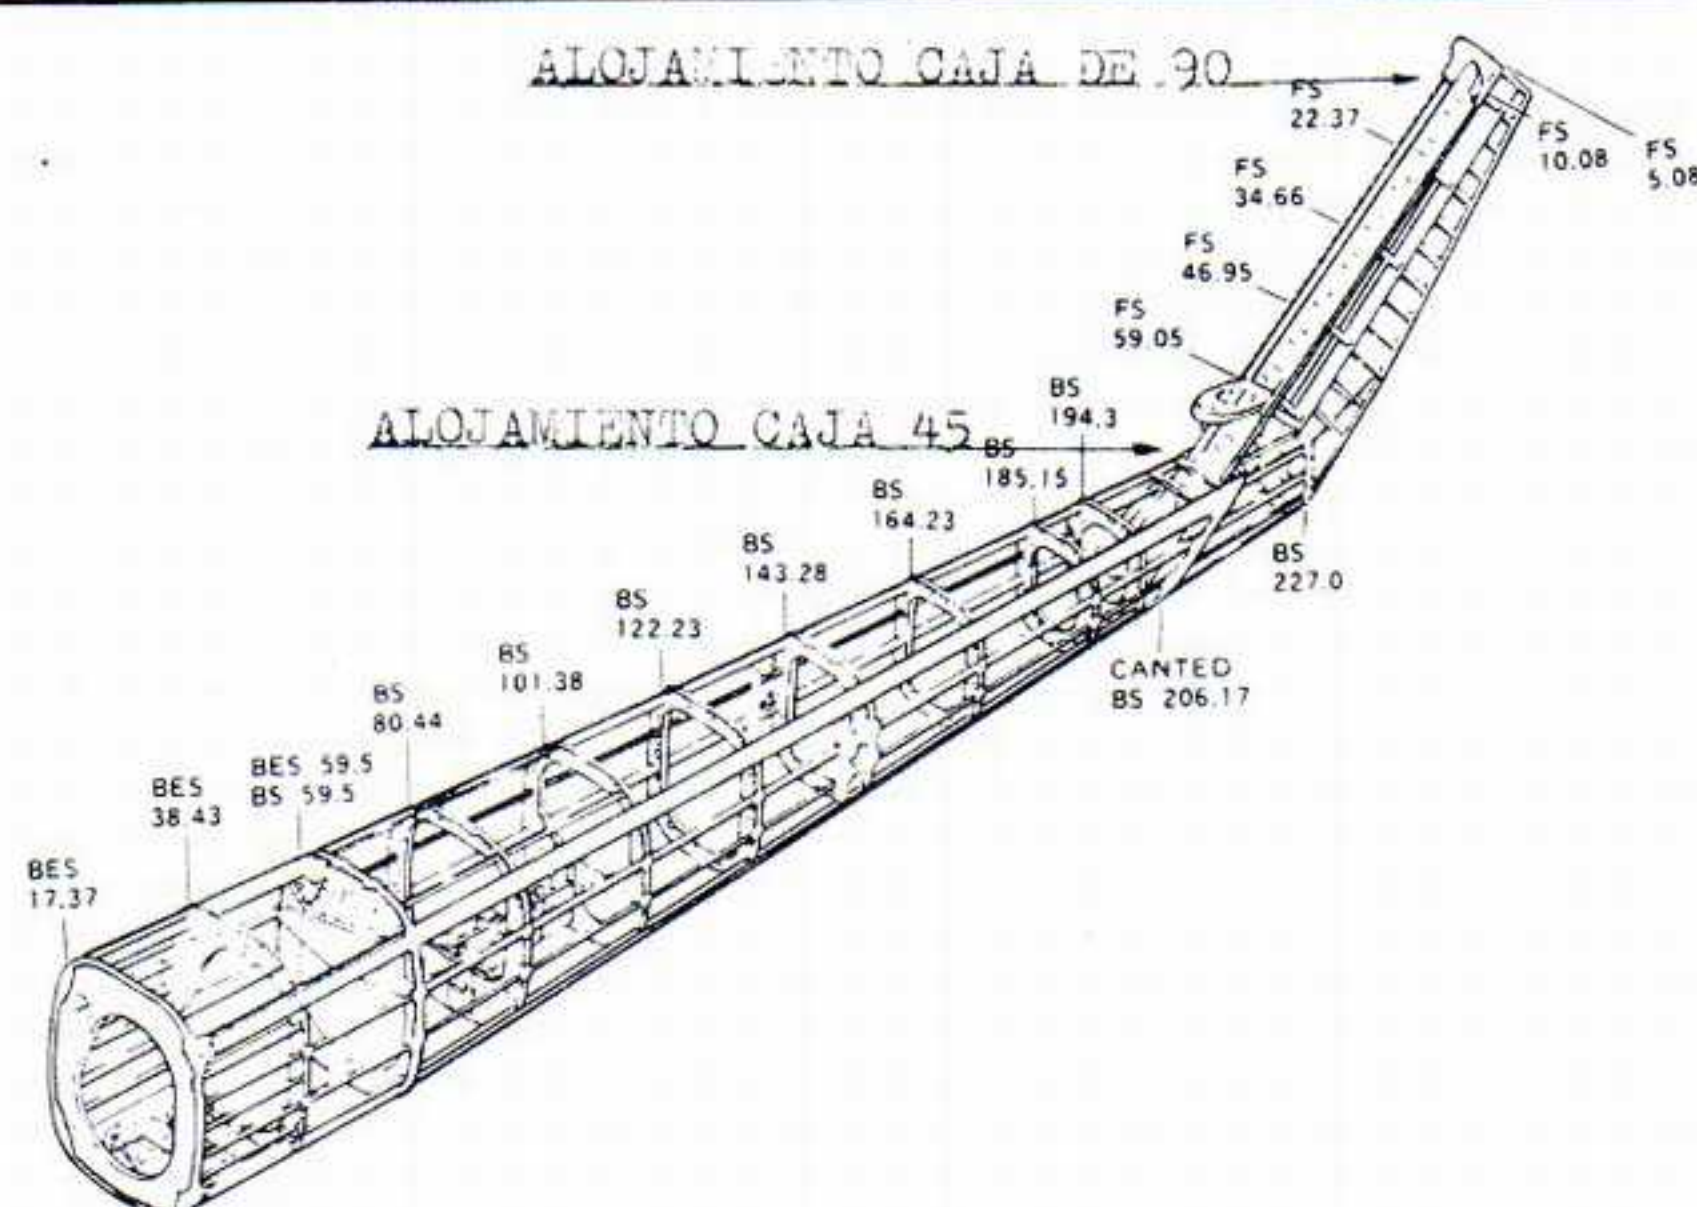 ALOJAMIENTO CAJA DE 90
FS
22.37
FS
10.08
FS
5.08
FS
34.66
FS
46.95
FS
59.05
ALOJAMIENTO CAJA 45
BS
194.3
BS
185.15
BS
164.23
BS
143.28
BS
122.23
BS
101.38
BS
80.44
BES 59.5
BS 59.5
BES
38.43
BES
17.37
BS
227.0
CANTED
BS 206.17